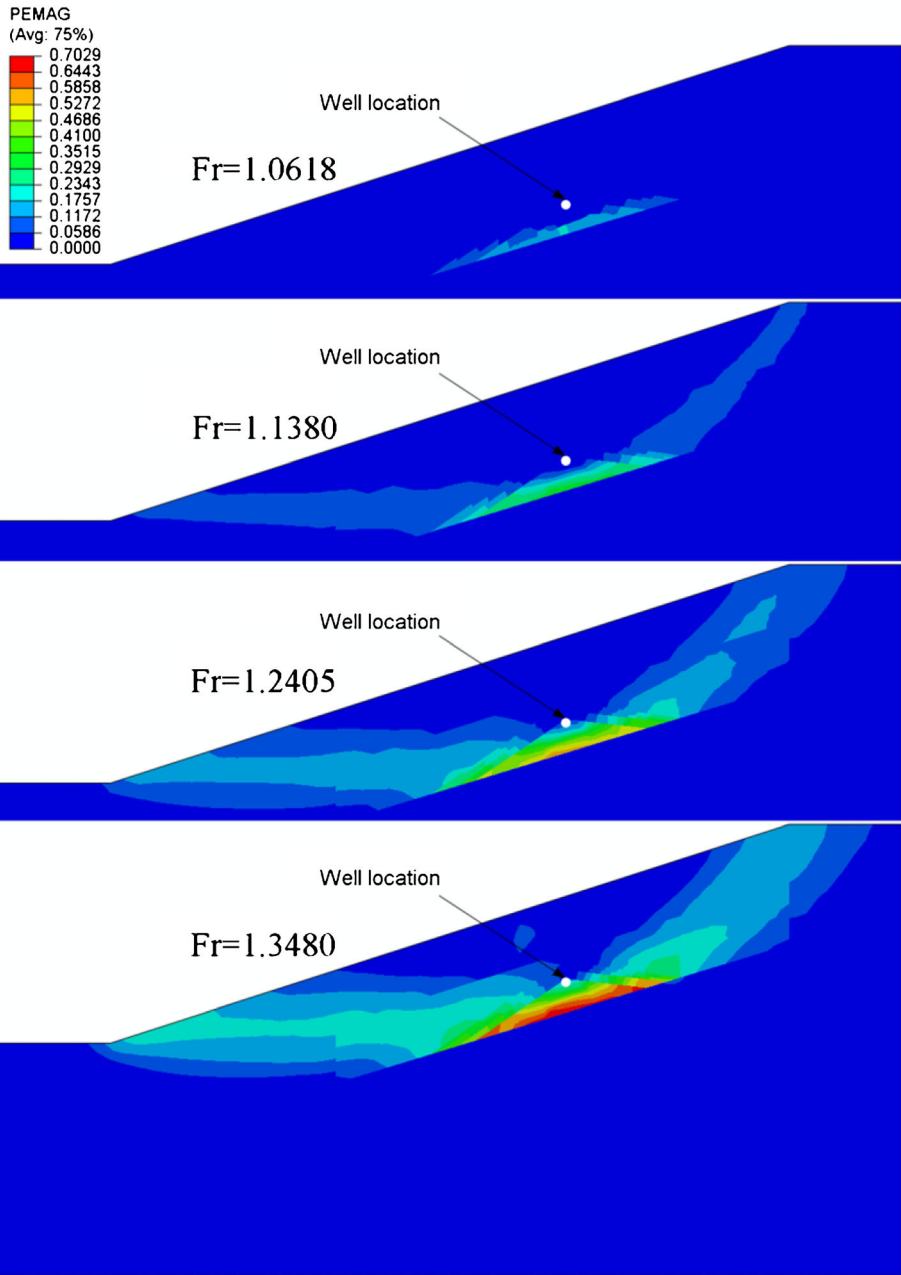 PEMAG
(Avg: 75%)
0.7029
0.6443
0.5858
0.5272
0.4686
0.4100
0.3515
0.2929
0.2343
0.1757
0.1172
0.0586
0.0000
Well location
Fr=1.0618
Well location
Fr=1.1380
Well location
Fr=1.2405
Well location
Fr=1.3480